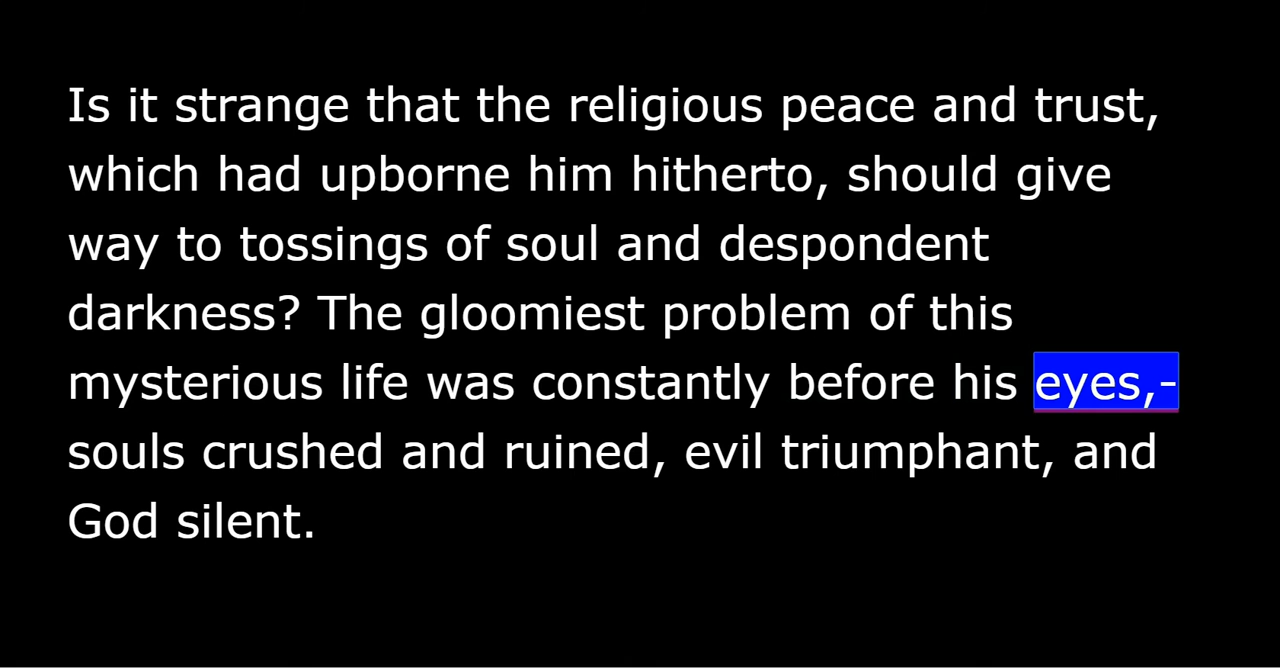 Is it strange that the religious peace and trust,
which had upborne him hitherto, should give
way to tossings of soul and despondent
darkness? The gloomiest problem of this
mysterious life was constantly before his eyes,-
souls crushed and ruined, evil triumphant, and
God silent.